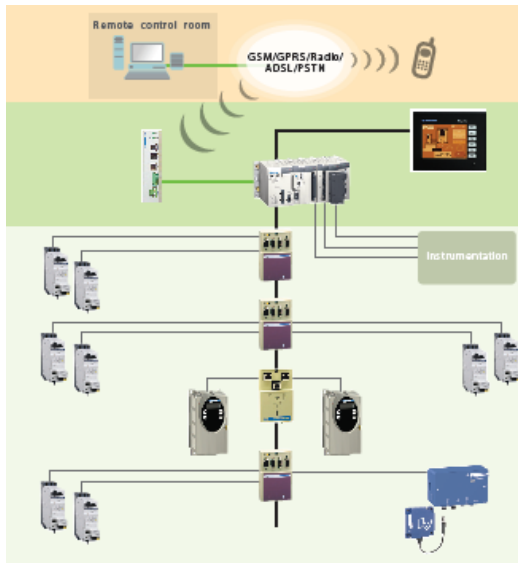 Remote control room
GSM/GPRS/Radio/
ADSL/PSTN
Instrumentation